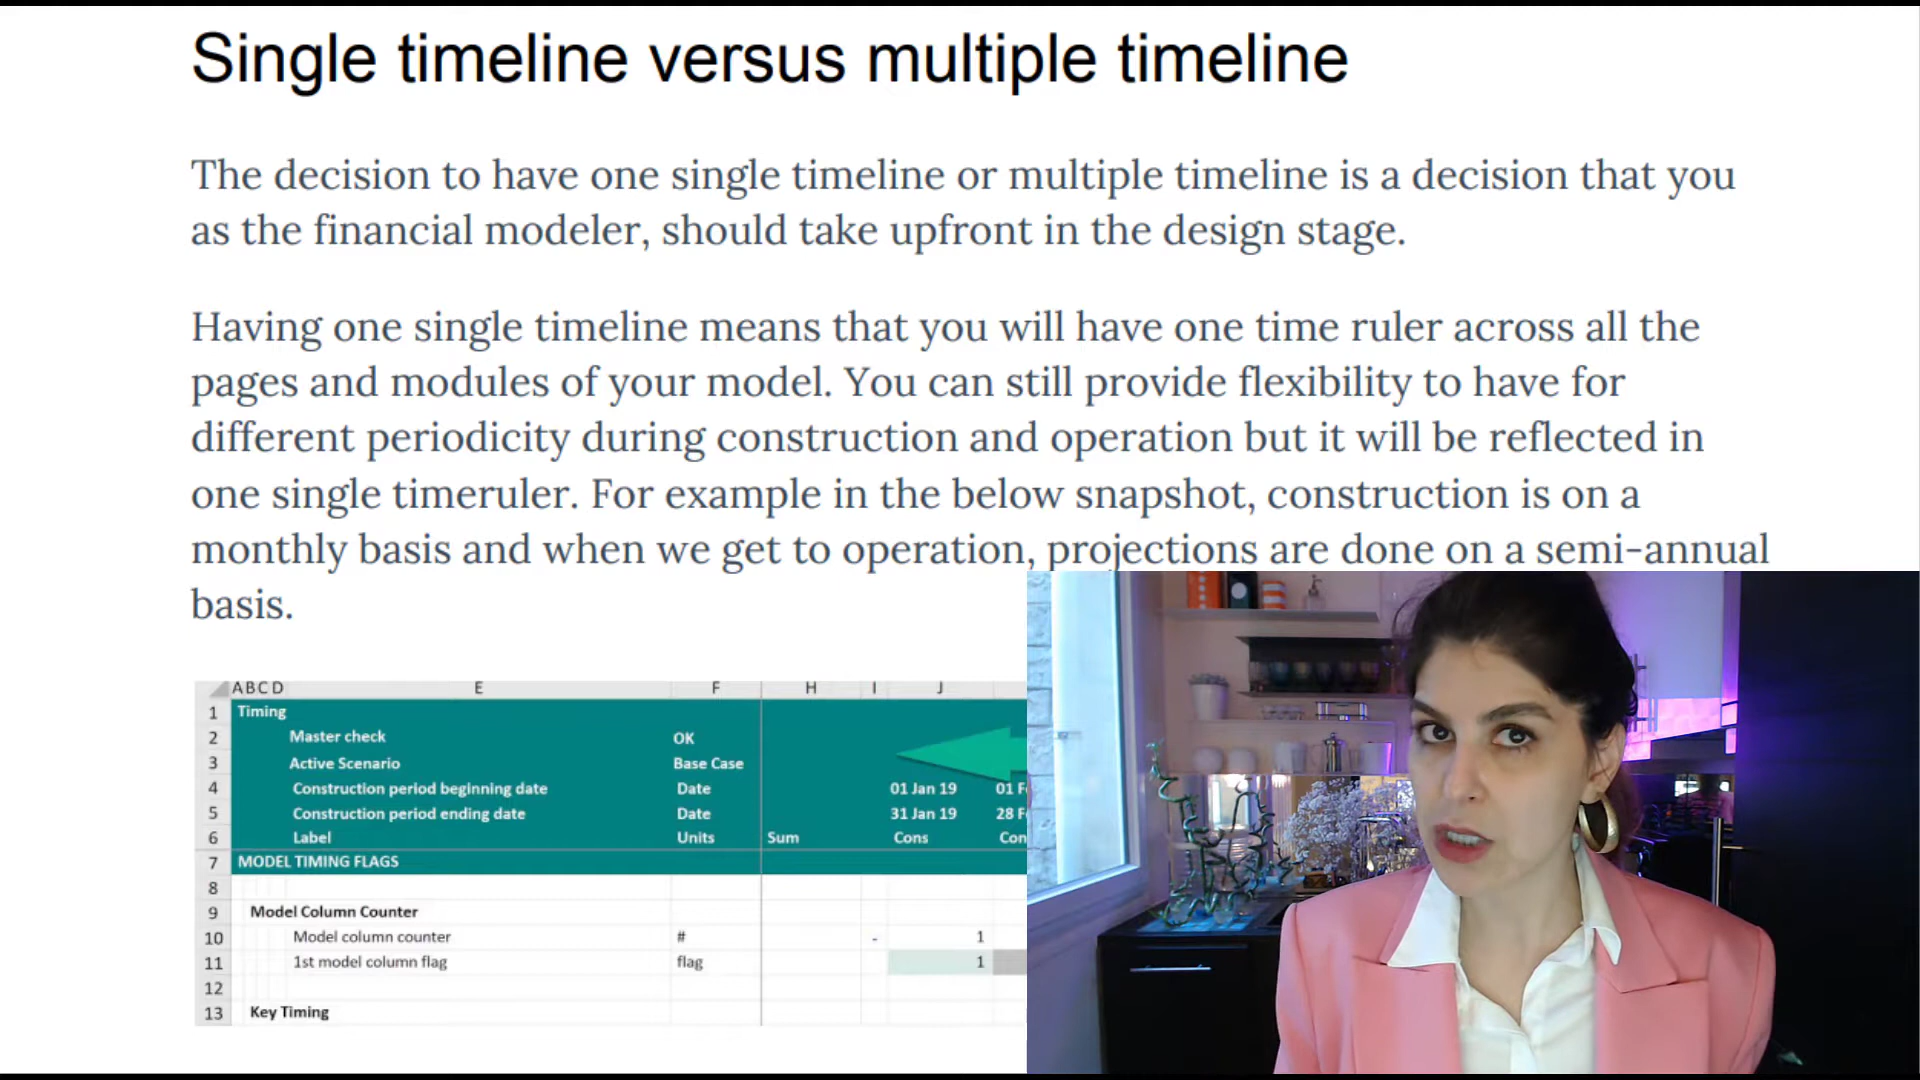 Single timeline versus multiple timeline
The decision to have one single timeline or multiple timeline is a decision that you
as the financial modeler, should take upfront in the design stage.
Having one single timeline means that you will have one time ruler across all the
pages and modules of your model. You can still provide flexibility to have for
different periodicity during construction and operation but it will be reflected in
one single timeruler. For example in the below snapshot, construction is on a
monthly basis and when we get to operation, projections are done on a semi-annual
basis.
A B C D E F H I J
1 Timing
2 Master check OK
3 Active Scenario Base Case
4 Construction period beginning date Date 01 Jan 19 01 F
5 Construction period ending date Date 31 Jan 19 28 F
6 Label Units Sum Cons Con
7 MODEL TIMING FLAGS
8
9 Model Column Counter
10 Model column counter # - 1
11 1st model column flag flag 1
12
13 Key Timing